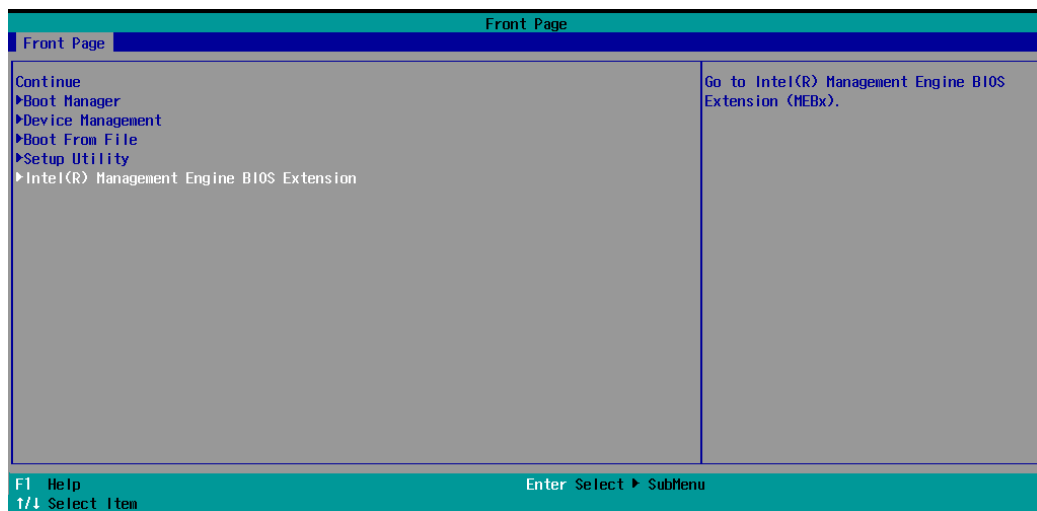 Front Page
Front Page
Continue
▶Boot Manager
▶Device Management
▶Boot From File
▶Setup Utility
▶Intel(R) Management Engine BIOS Extension
Go to Intel(R) Management Engine BIOS
Extension (MEBx).
F1 Help
Enter Select ▶ SubMenu
↑/↓ Select Item